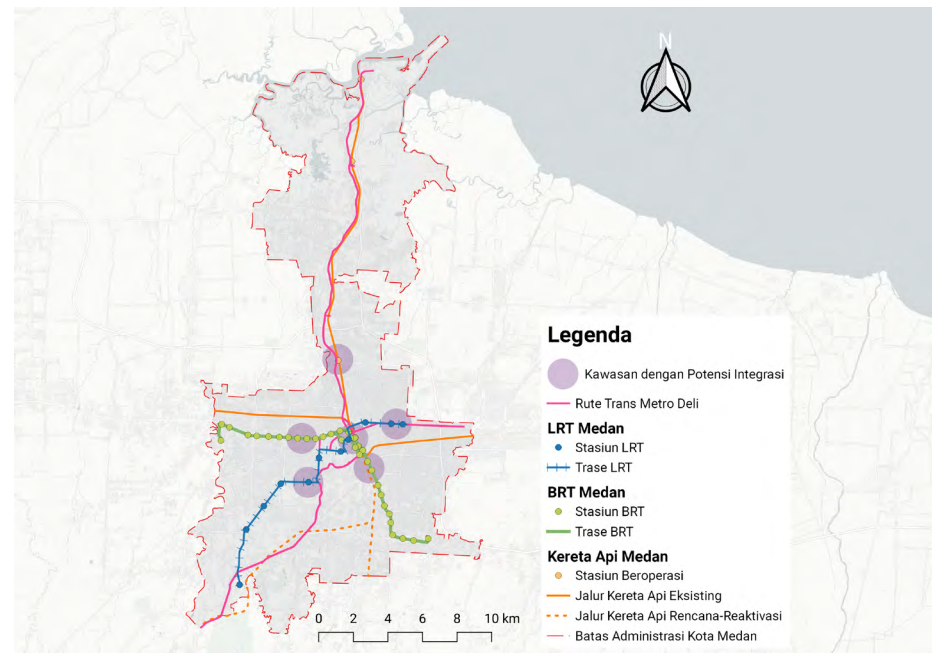 N
Legenda
Kawasan dengan Potensi Integrasi
Rute Trans Metro Deli
LRT Medan
Stasiun LRT
Trase LRT
BRT Medan
Stasiun BRT
Trase BRT
Kereta Api Medan
Stasiun Beroperasi
Jalur Kereta Api Eksisting
Jalur Kereta Api Rencana-Reaktivasi
Batas Administrasi Kota Medan
0 2 4 6 8 10 km